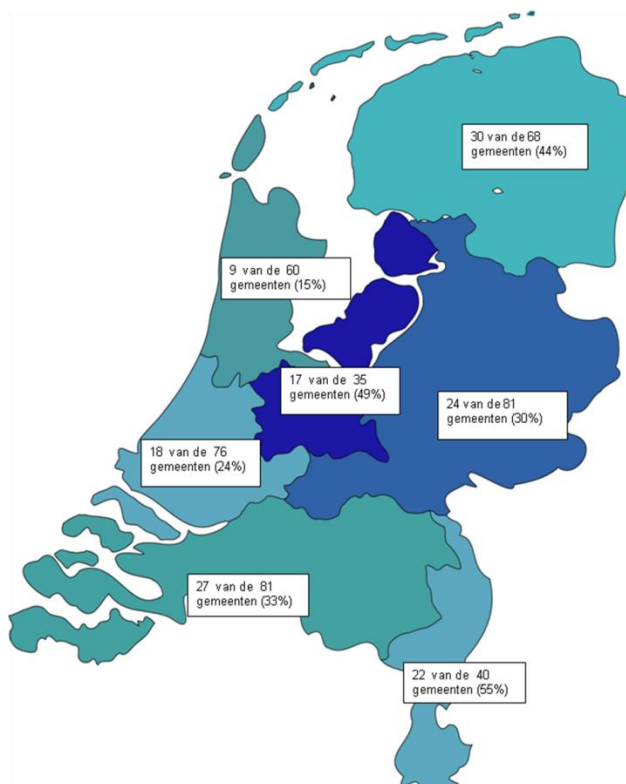 30 van de 68
gemeenten (44%)
9 van de 60
gemeenten (15%)
17 van de 35
gemeenten (49%)
24 van de 81
gemeenten (30%)
18 van de 76
gemeenten (24%)
27 van de 81
gemeenten (33%)
22 van de 40
gemeenten (55%)